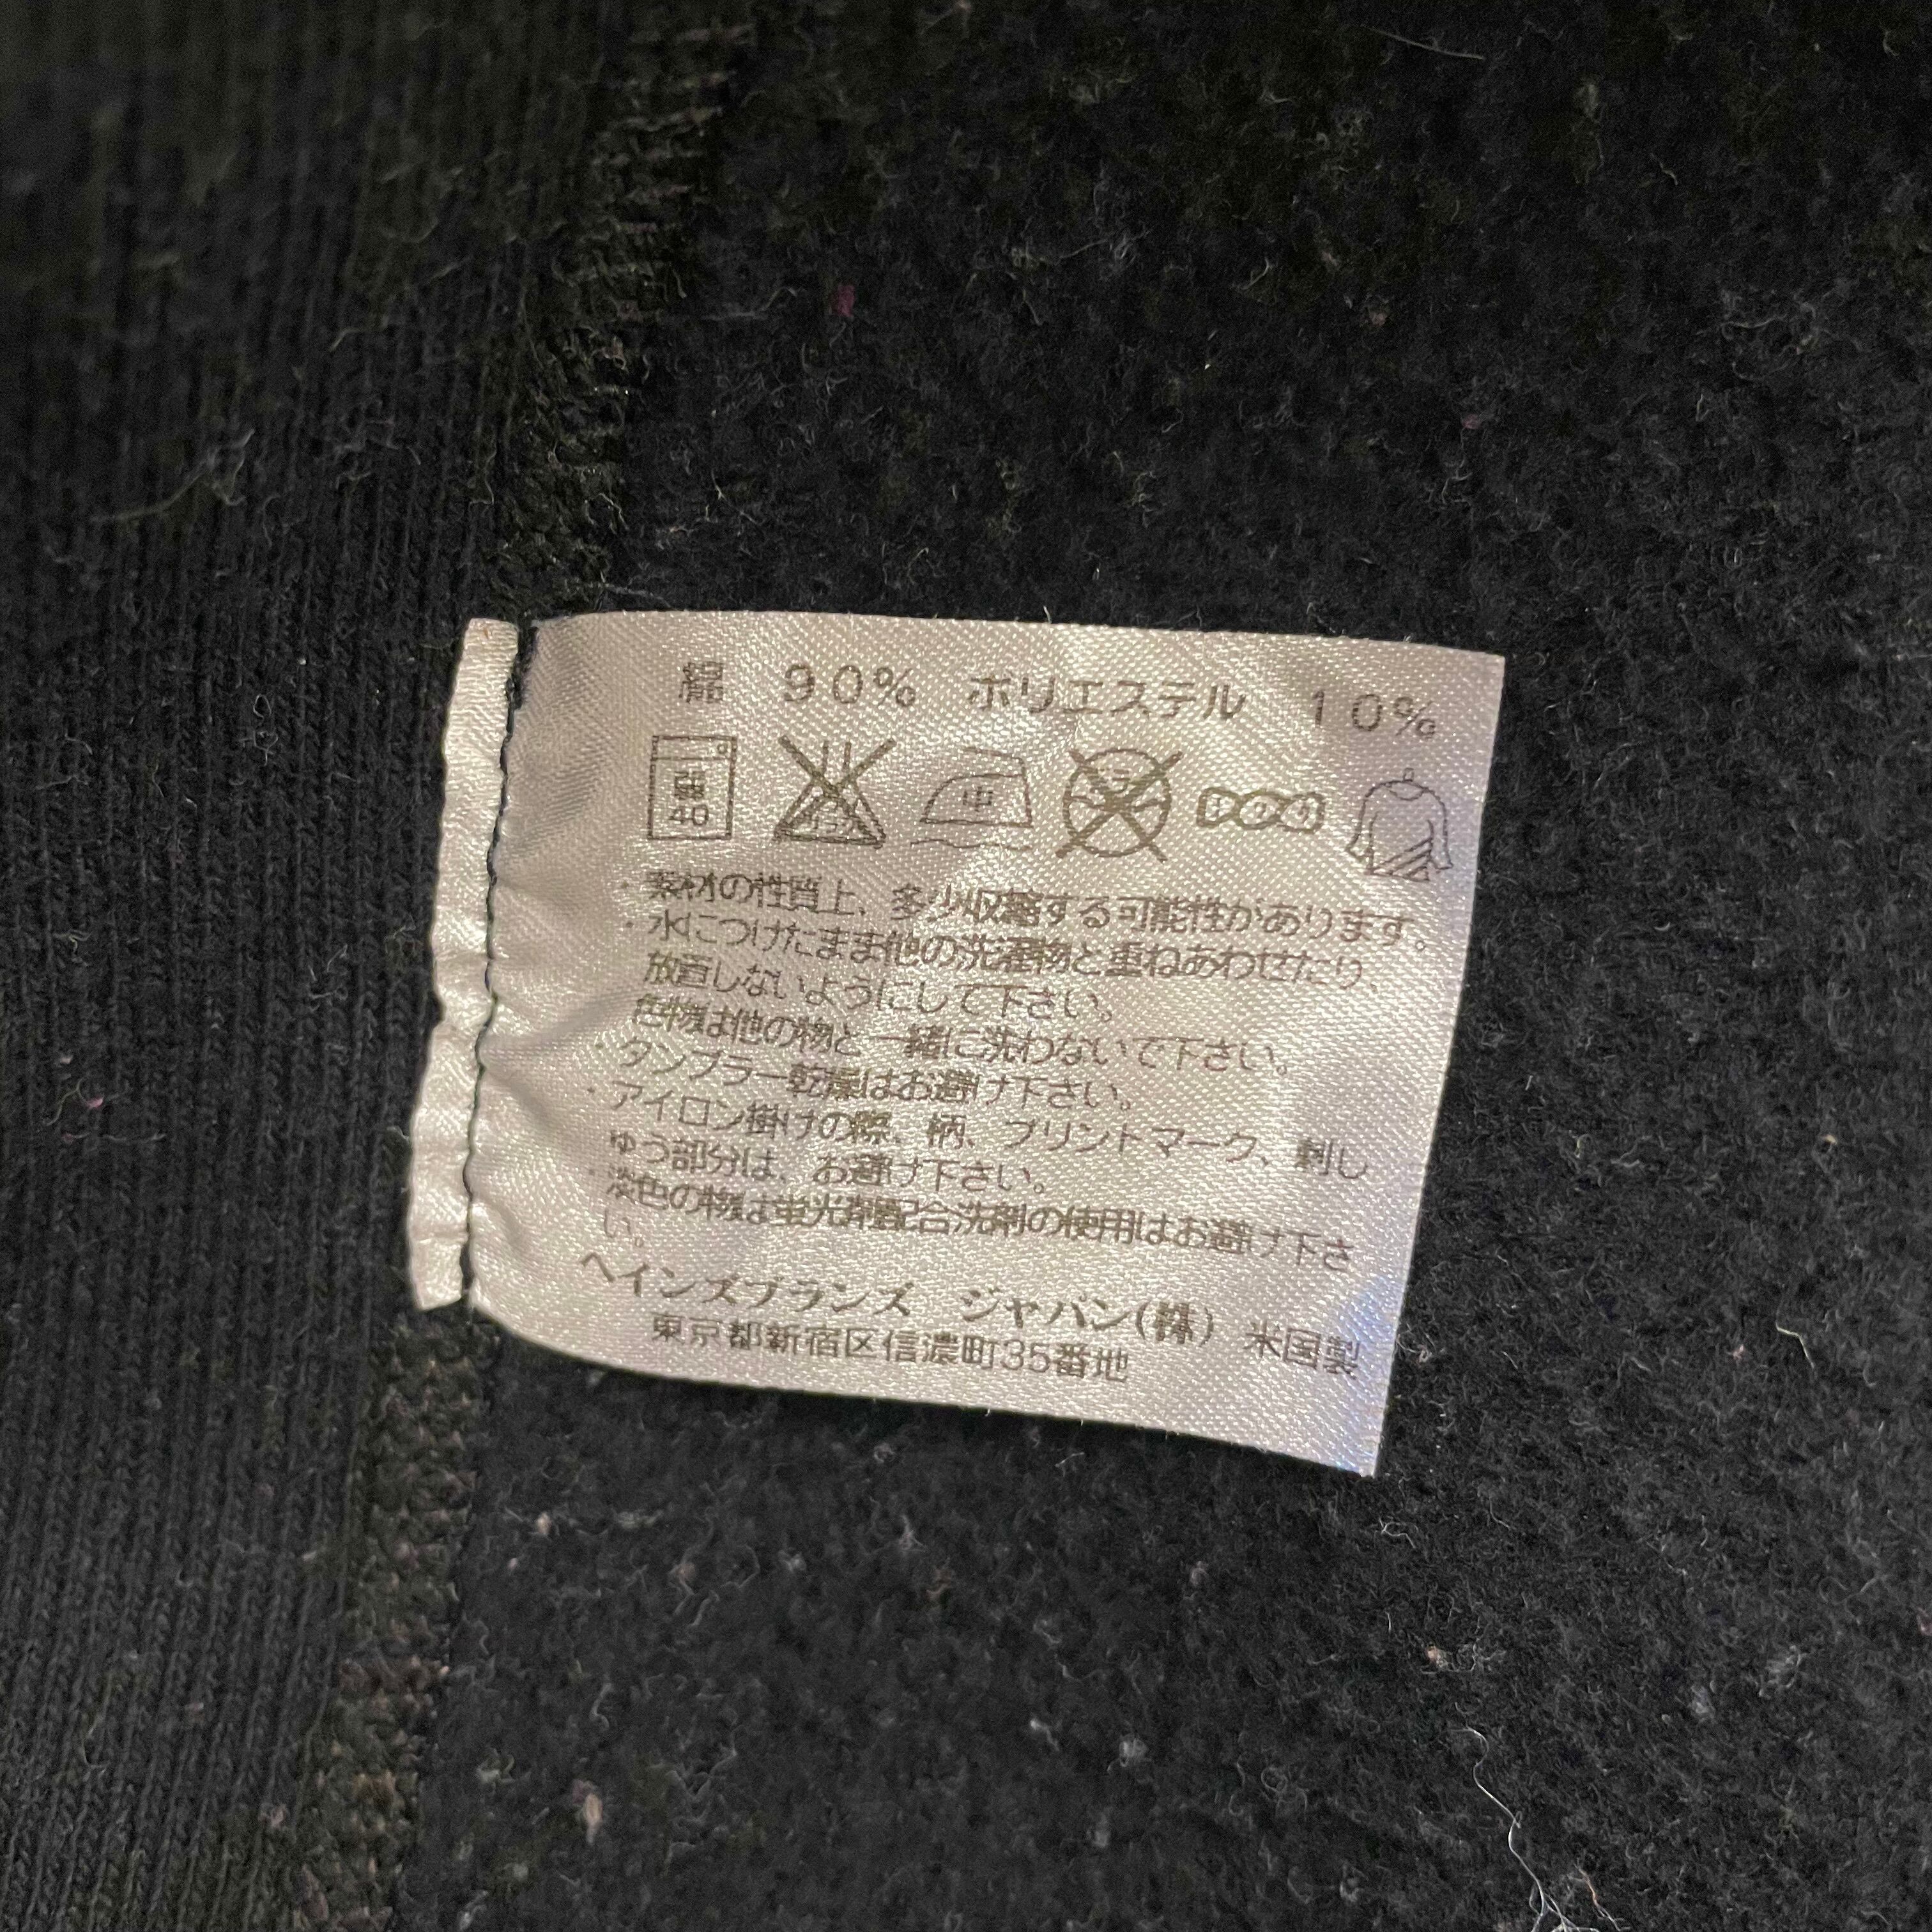 綿 90% ポリエステル 10%
弱 40 中
・素材の性質上、多少収縮する可能性があります。
・水につけたまま他の洗濯物と重ねあわせたり、
放置しないようにして下さい。
色物は他の物と一緒に洗わないで下さい。
・タンブラー乾燥はお避け下さい。
・アイロン掛けの際、柄、プリントマーク、刺し
ゅう部分は、お避け下さい。
・淡色の物は蛍光剤配合洗剤の使用はお避け下さ
い。
ヘインズブランズ ジャパン(株) 米国製
東京都新宿区信濃町35番地